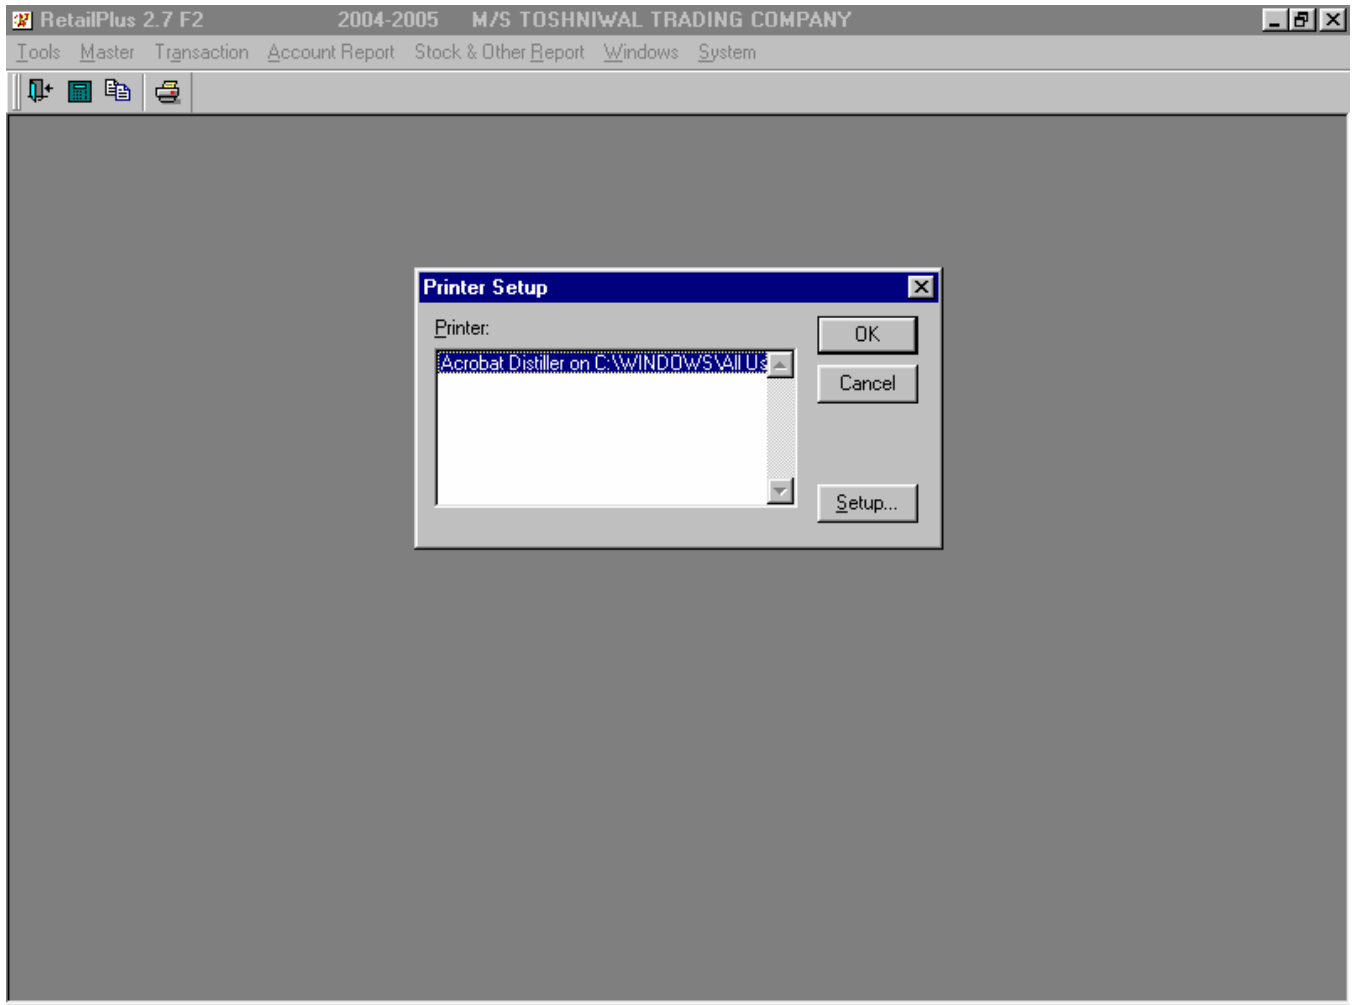 RetailPlus 2.7 F2 2004-2005 M/S TOSHNIWAL TRADING COMPANY
Tools Master Transaction Account Report Stock & Other Report Windows System
Printer Setup
Printer:
Acrobat Distiller on C:\WINDOWS\All Us
OK
Cancel
Setup...